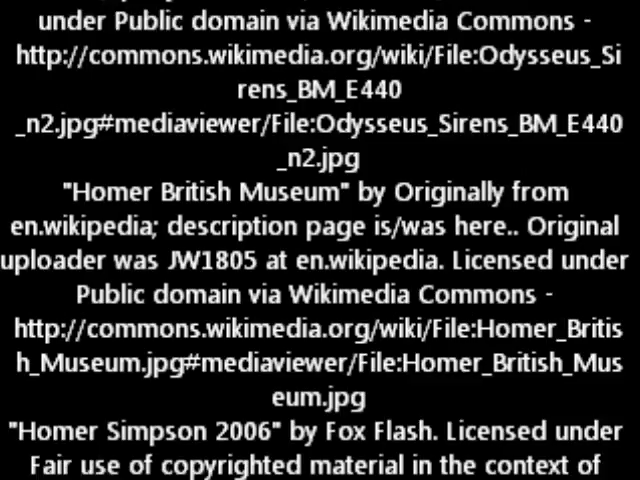 under Public domain via Wikimedia Commons -
http://commons.wikimedia.org/wiki/File:Odysseus_Si
rens_BM_E440
_n2.jpg#mediaviewer/File:Odysseus_Sirens_BM_E440
_n2.jpg
"Homer British Museum" by Originally from
en.wikipedia; description page is/was here.. Original
uploader was JW1805 at en.wikipedia. Licensed under
Public domain via Wikimedia Commons -
http://commons.wikimedia.org/wiki/File:Homer_Britis
h_Museum.jpg#mediaviewer/File:Homer_British_Mus
eum.jpg
"Homer Simpson 2006" by Fox Flash. Licensed under
Fair use of copyrighted material in the context of